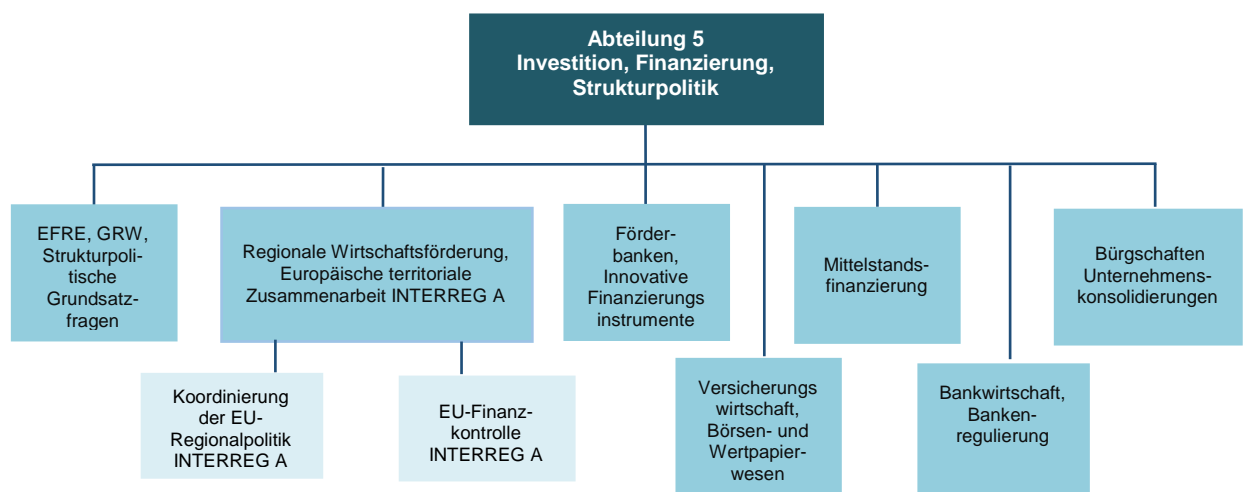 Abteilung 5
Investition, Finanzierung,
Strukturpolitik
EFRE, GRW,
Strukturpoli-
tische
Grundsatz-
fragen
Regionale Wirtschaftsförderung,
Europäische territoriale
Zusammenarbeit INTERREG A
Förder-
banken,
Innovative
Finanzierungs
instrumente
Mittelstands-
finanzierung
Bürgschaften
Unternehmens-
konsolidierungen
Koordinierung
der EU-
Regionalpolitik
INTERREG A
EU-Finanz-
kontrolle
INTERREG A
Versicherungs
wirtschaft,
Börsen- und
Wertpapier-
wesen
Bankwirtschaft,
Banken-
regulierung